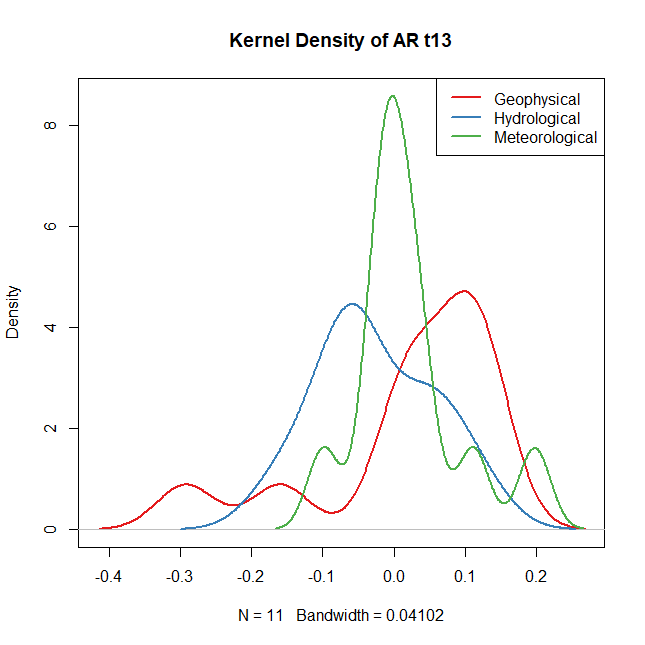 Kernel Density of AR t13
Geophysical
Hydrological
Meteorological
Density
8
6
4
2
0
-0.4 -0.3 -0.2 -0.1 0.0 0.1 0.2
N = 11 Bandwidth = 0.04102